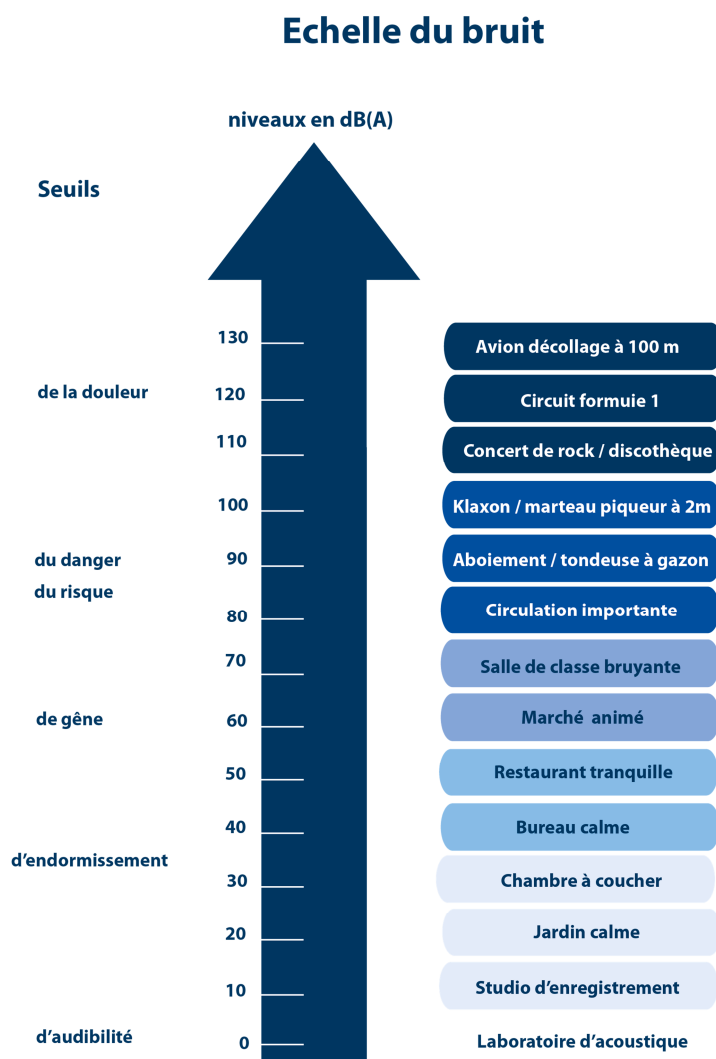 Echelle du bruit
niveaux en dB(A)
Seuils
130
Avion décollage à 100 m
de la douleur
120
Circuit formuie 1
110
Concert de rock / discothèque
100
Klaxon / marteau piqueur à 2m
du danger
90
Aboiement / tondeuse à gazon
du risque
80
Circulation importante
70
Salle de classe bruyante
de gêne
60
Marché animé
50
Restaurant tranquille
40
Bureau calme
d’endormissement
30
Chambre à coucher
20
Jardin calme
10
Studio d’enregistrement
d’audibilité
0
Laboratoire d’acoustique